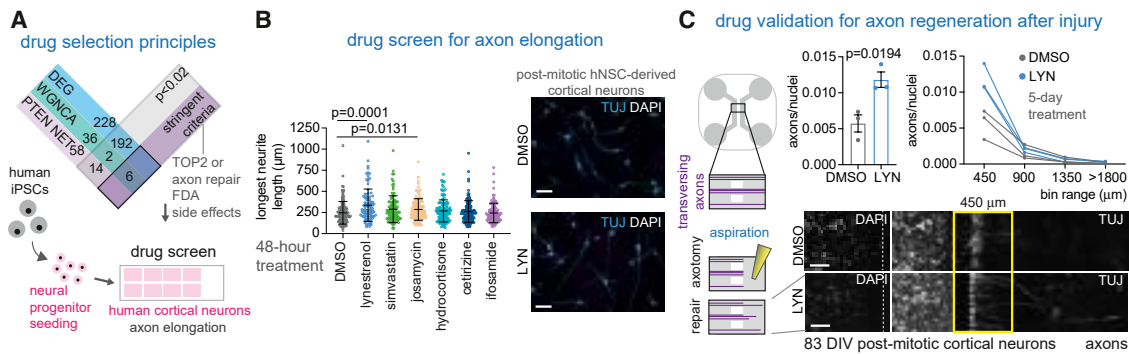 A
drug selection principles
DEG
WGNCA
PTEN NET
228
36
58
192
2
14
6
p<0.02
stringent
criteria
TOP2 or
axon repair
FDA
side effects
human
iPSCs
neural
progenitor
seeding
drug screen
human cortical neurons
axon elongation
B
drug screen for axon elongation
p=0.0001
p=0.0131
longest neurite
length (μm)
1250
1000
750
500
250
0
48-hour
treatment
DMSO
lynestrenol
simvastatin
josamycin
hydrocortisone
cetirizine
ifosamide
post-mitotic hNSC-derived
cortical neurons
TUJ DAPI
DMSO
TUJ DAPI
LYN
C
drug validation for axon regeneration after injury
transversing
axons
aspiration
axotomy
repair
p=0.0194
axons/nuclei
0.015
0.010
0.005
0.000
DMSO LYN
DMSO
LYN
5-day
treatment
axons/nuclei
0.015
0.010
0.005
0.000
450
900
1350
>1800
bin range (μm)
450 μm
DMSO
DAPI
TUJ
LYN
DAPI
TUJ
83 DIV post-mitotic cortical neurons
axons